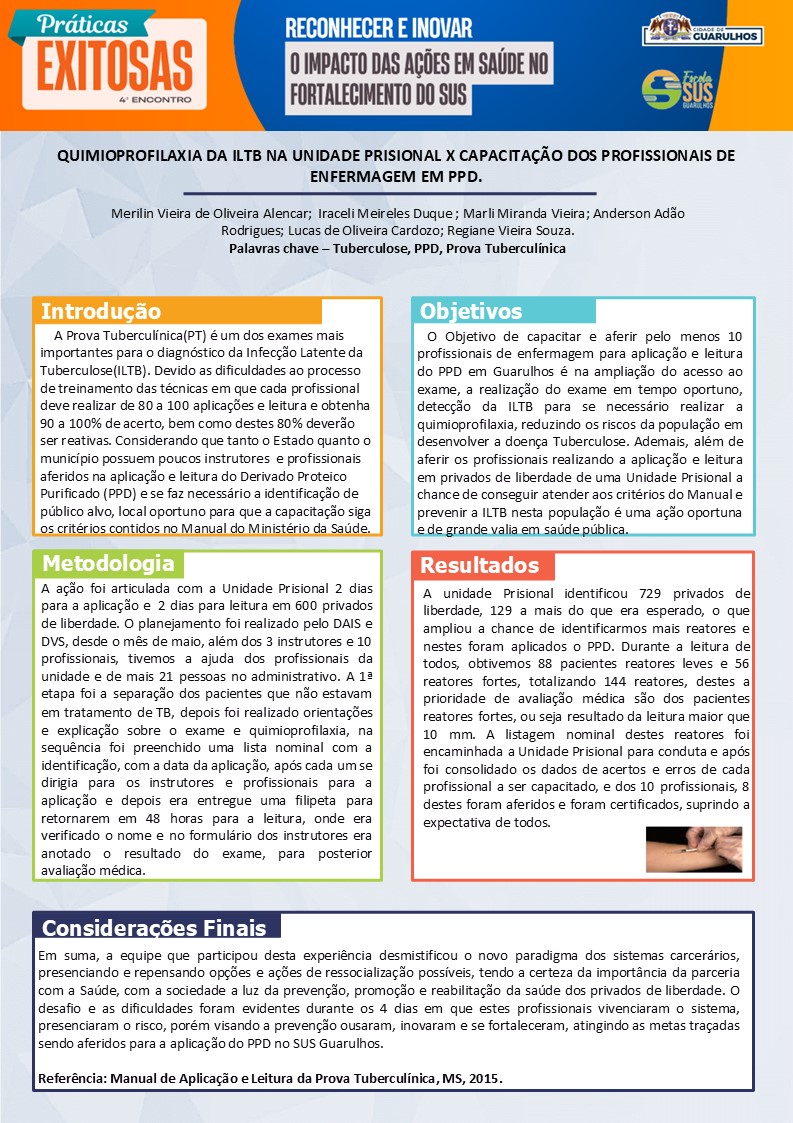 Práticas
EXITOSAS
4º ENCONTRO
RECONHECER E INOVAR
O IMPACTO DAS AÇÕES EM SAÚDE NO
FORTALECIMENTO DO SUS
CIDADE DE
GUARULHOS
Escola
SUS
GUARULHOS
QUIMIOPROFILAXIA DA ILTB NA UNIDADE PRISIONAL X CAPACITAÇÃO DOS PROFISSIONAIS DE
ENFERMAGEM EM PPD.
Merilin Vieira de Oliveira Alencar; Iraceli Meireles Duque ; Marli Miranda Vieira; Anderson Adão
Rodrigues; Lucas de Oliveira Cardozo; Regiane Vieira Souza.
Palavras chave – Tuberculose, PPD, Prova Tuberculínica
Introdução
A Prova Tuberculínica(PT) é um dos exames mais
importantes para o diagnóstico da Infecção Latente da
Tuberculose(ILTB). Devido as dificuldades ao processo
de treinamento das técnicas em que cada profissional
deve realizar de 80 a 100 aplicações e leitura e obtenha
90 a 100% de acerto, bem como destes 80% deverão
ser reativas. Considerando que tanto o Estado quanto o
município possuem poucos instrutores e profissionais
aferidos na aplicação e leitura do Derivado Proteico
Purificado (PPD) e se faz necessário a identificação de
público alvo, local oportuno para que a capacitação siga
os critérios contidos no Manual do Ministério da Saúde.
Objetivos
O Objetivo de capacitar e aferir pelo menos 10
profissionais de enfermagem para aplicação e leitura
do PPD em Guarulhos é na ampliação do acesso ao
exame, a realização do exame em tempo oportuno,
detecção da ILTB para se necessário realizar a
quimioprofilaxia, reduzindo os riscos da população em
desenvolver a doença Tuberculose. Ademais, além de
aferir os profissionais realizando a aplicação e leitura
em privados de liberdade de uma Unidade Prisional a
chance de conseguir atender aos critérios do Manual e
prevenir a ILTB nesta população é uma ação oportuna
e de grande valia em saúde pública.
Metodologia
A ação foi articulada com a Unidade Prisional 2 dias
para a aplicação e 2 dias para leitura em 600 privados
de liberdade. O planejamento foi realizado pelo DAIS e
DVS, desde o mês de maio, além dos 3 instrutores e 10
profissionais, tivemos a ajuda dos profissionais da
unidade e de mais 21 pessoas no administrativo. A 1ª
etapa foi a separação dos pacientes que não estavam
em tratamento de TB, depois foi realizado orientações
e explicação sobre o exame e quimioprofilaxia, na
sequência foi preenchido uma lista nominal com a
identificação, com a data da aplicação, após cada um se
dirigia para os instrutores e profissionais para a
aplicação e depois era entregue uma filipeta para
retornarem em 48 horas para a leitura, onde era
verificado o nome e no formulário dos instrutores era
anotado o resultado do exame, para posterior
avaliação médica.
Resultados
A unidade Prisional identificou 729 privados de
liberdade, 129 a mais do que era esperado, o que
ampliou a chance de identificarmos mais reatores e
nestes foram aplicados o PPD. Durante a leitura de
todos, obtivemos 88 pacientes reatores leves e 56
reatores fortes, totalizando 144 reatores, destes a
prioridade de avaliação médica são dos pacientes
reatores fortes, ou seja resultado da leitura maior que
10 mm. A listagem nominal destes reatores foi
encaminhada a Unidade Prisional para conduta e após
foi consolidado os dados de acertos e erros de cada
profissional a ser capacitado, e dos 10 profissionais, 8
destes foram aferidos e foram certificados, suprindo a
expectativa de todos.
Considerações Finais
Em suma, a equipe que participou desta experiência desmistificou o novo paradigma dos sistemas carcerários,
presenciando e repensando opções e ações de ressocialização possíveis, tendo a certeza da importância da parceria
com a Saúde, com a sociedade a luz da prevenção, promoção e reabilitação da saúde dos privados de liberdade. O
desafio e as dificuldades foram evidentes durante os 4 dias em que estes profissionais vivenciaram o sistema,
presenciaram o risco, porém visando a prevenção ousaram, inovaram e se fortaleceram, atingindo as metas traçadas
sendo aferidos para a aplicação do PPD no SUS Guarulhos.
Referência: Manual de Aplicação e Leitura da Prova Tuberculínica, MS, 2015.